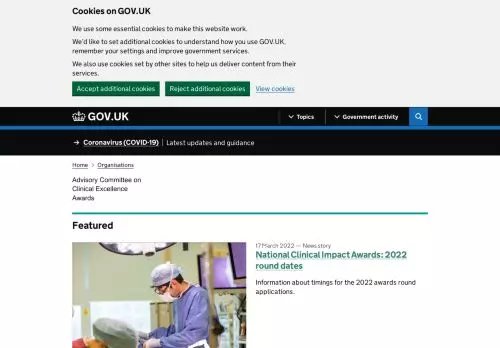 Cookies on GOV.UK
We use some essential cookies to make this website work.
We'd like to set additional cookies to understand how you use GOV.UK,
remember your settings and improve government services.
We also use cookies set by other sites to help us deliver content from their
services.
Accept additional cookies Reject additional cookies View cookies
GOV.UK Topics Government activity
→ Coronavirus (COVID-19) Latest updates and guidance
Home > Organisations
Advisory Committee on
Clinical Excellence
Awards
Featured
17 March 2022 — News story
National Clinical Impact Awards: 2022
round dates
Information about timings for the 2022 awards round
applications.